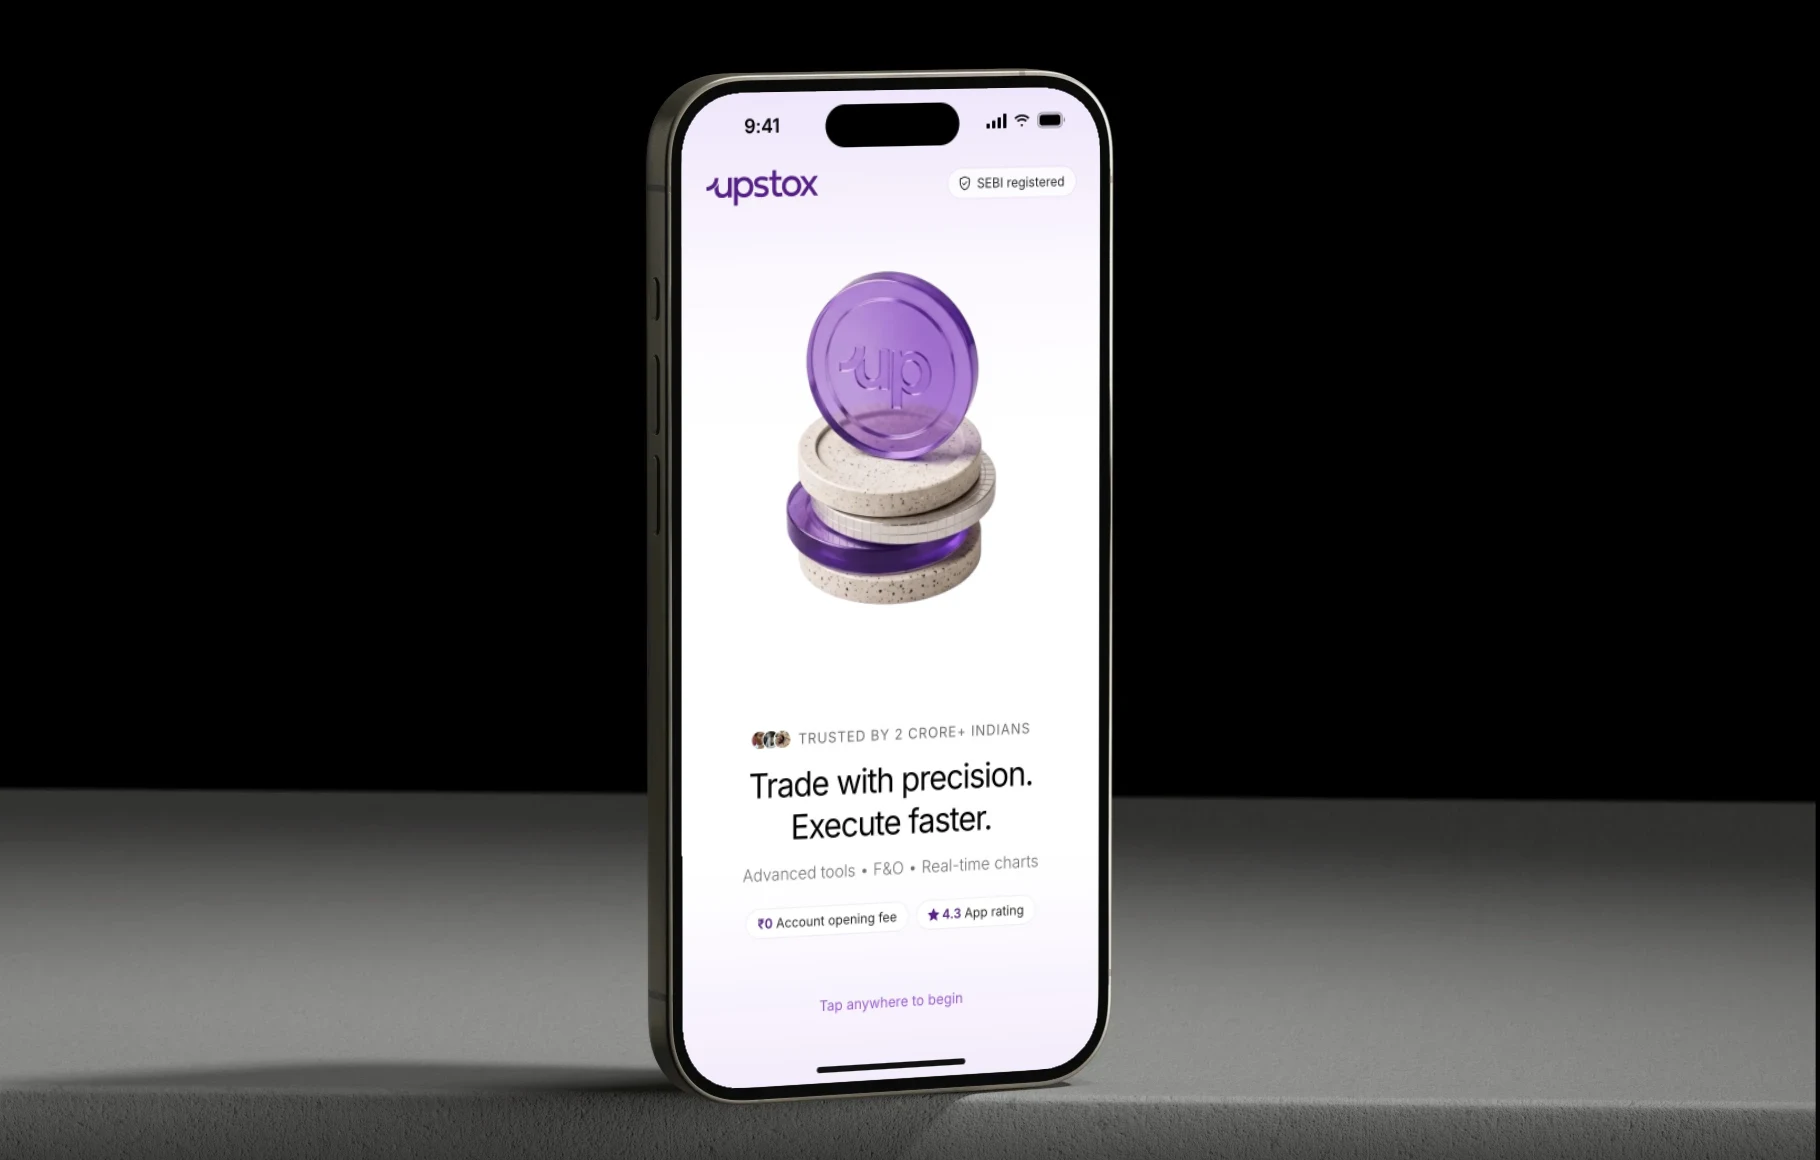 9:41
upstox
SEBI registered
up
TRUSTED BY 2 CRORE+ INDIANS
Trade with precision.
Execute faster.
Advanced tools • F&O • Real-time charts
₹0 Account opening fee
★ 4.3 App rating
Tap anywhere to begin